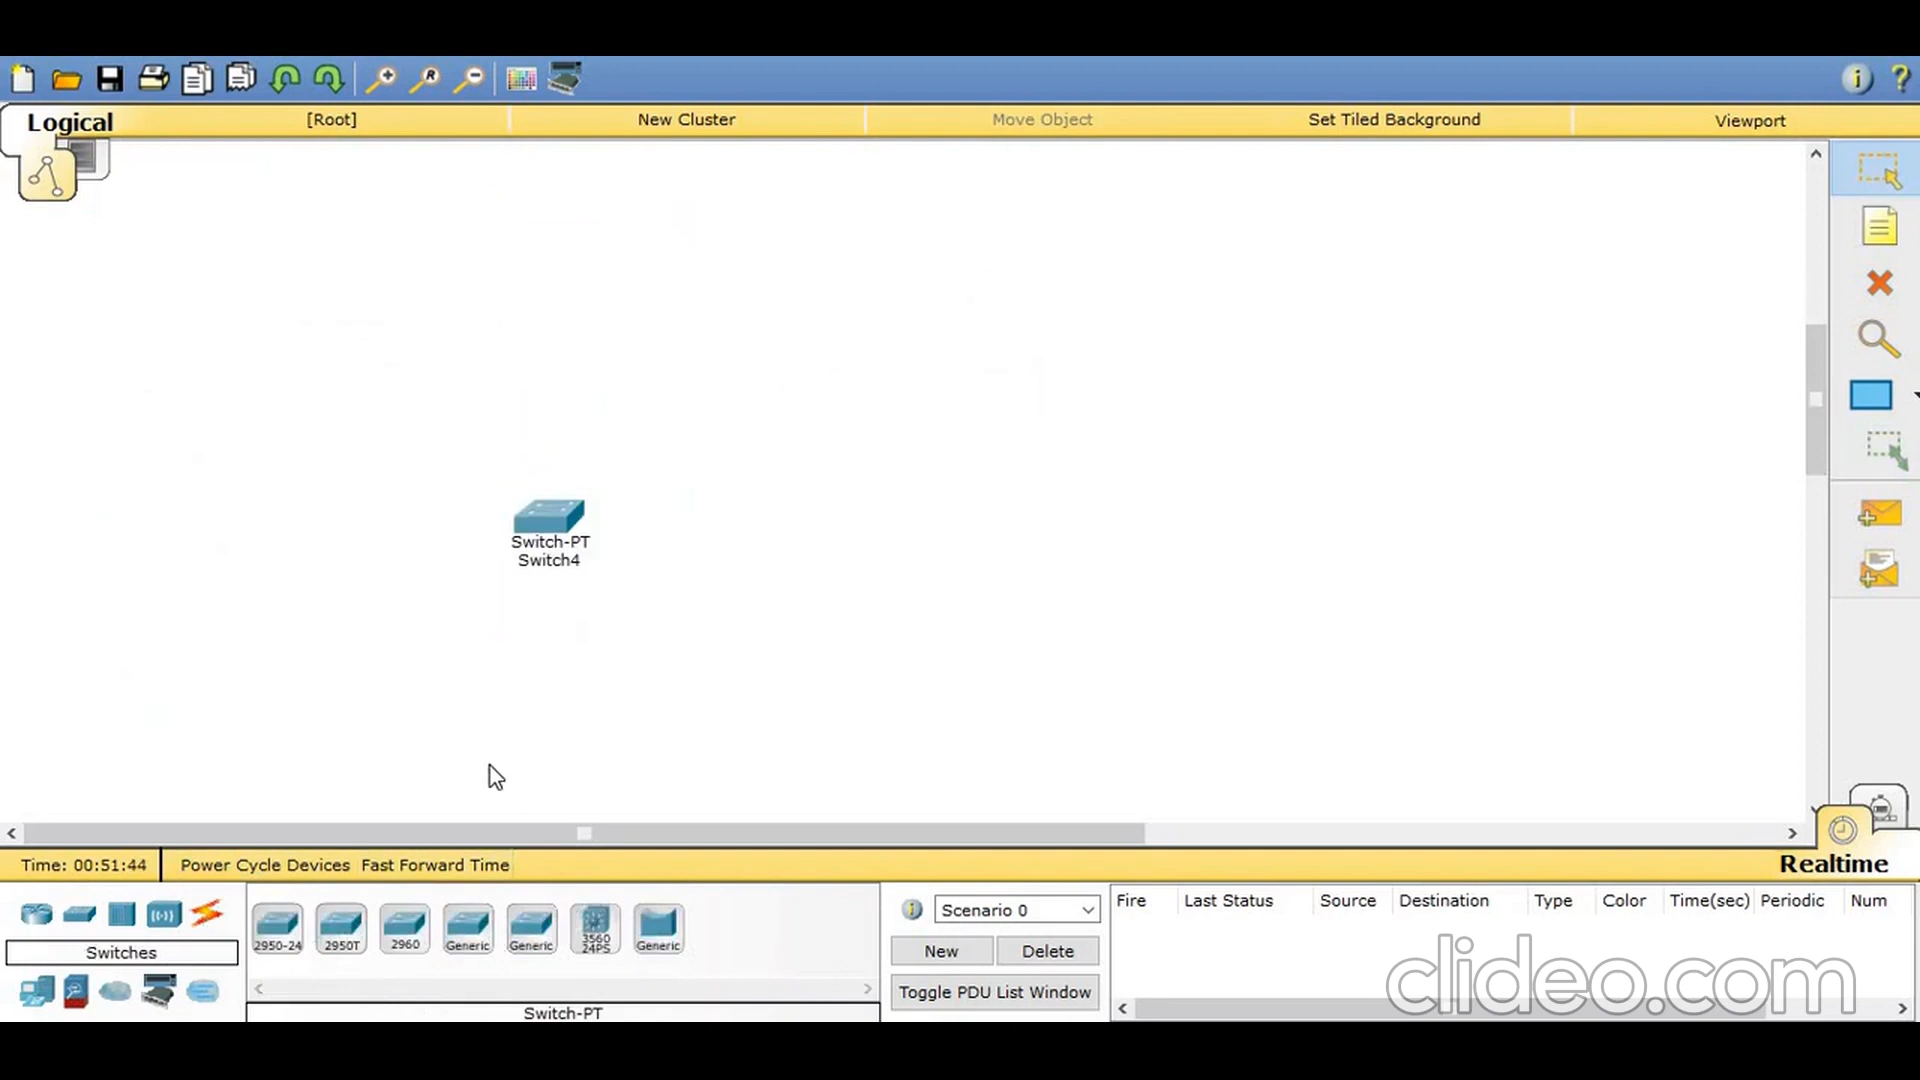 Logical
[Root]
New Cluster
Move Object
Set Tiled Background
Viewport
Switch-PT
Switch4
Time: 00:51:44
Power Cycle Devices Fast Forward Time
Realtime
Switches
2950-24
2950T
2960
Generic
Generic
3560
24PS
Generic
Switch-PT
Scenario 0
New
Delete
Toggle PDU List Window
Fire
Last Status
Source
Destination
Type
Color
Time(sec)
Periodic
Num
clideo.com